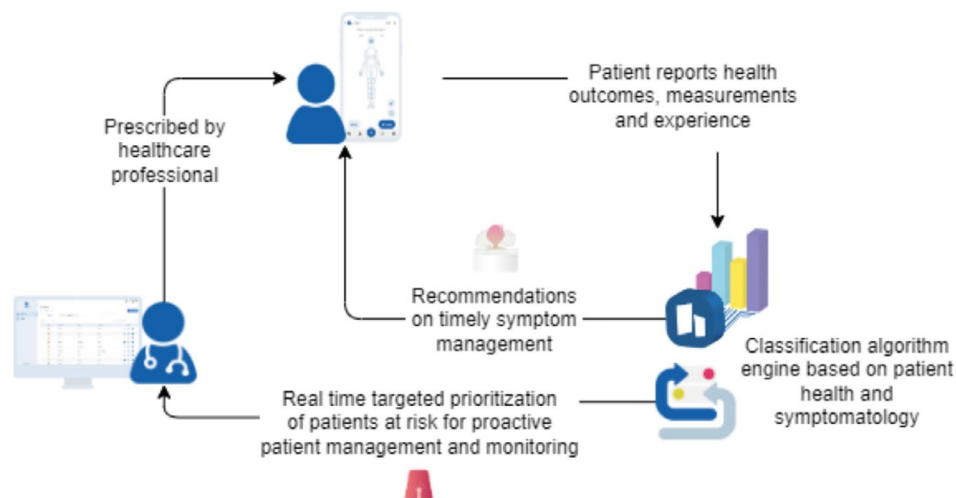 Patient reports health
outcomes, measurements
and experience
Prescribed by
healthcare
professional
Recommendations
on timely symptom
management
Classification algorithm
engine based on patient
health and
symptomatology
Real time targeted prioritization
of patients at risk for proactive
patient management and monitoring